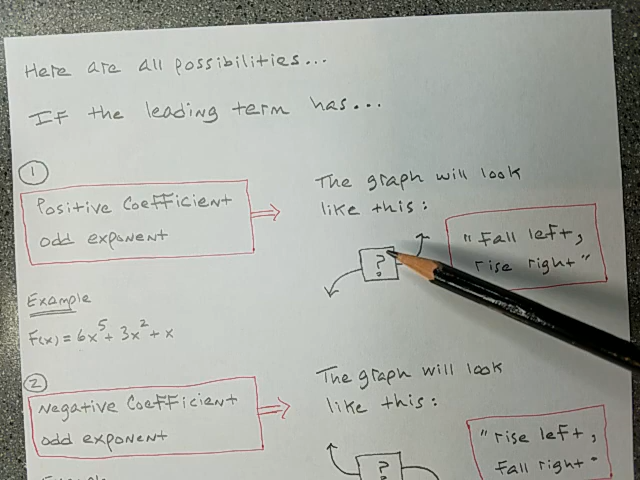 Here are all possibilities...
IF the leading term has...
1
Positive Coefficient
odd exponent
The graph will look
like this:
?
"Fall left,
rise right"
Example
F(x) = 6x⁵ + 3x² + x
2
Negative Coefficient
odd exponent
The graph will look
like this:
?
"rise left,
Fall right"